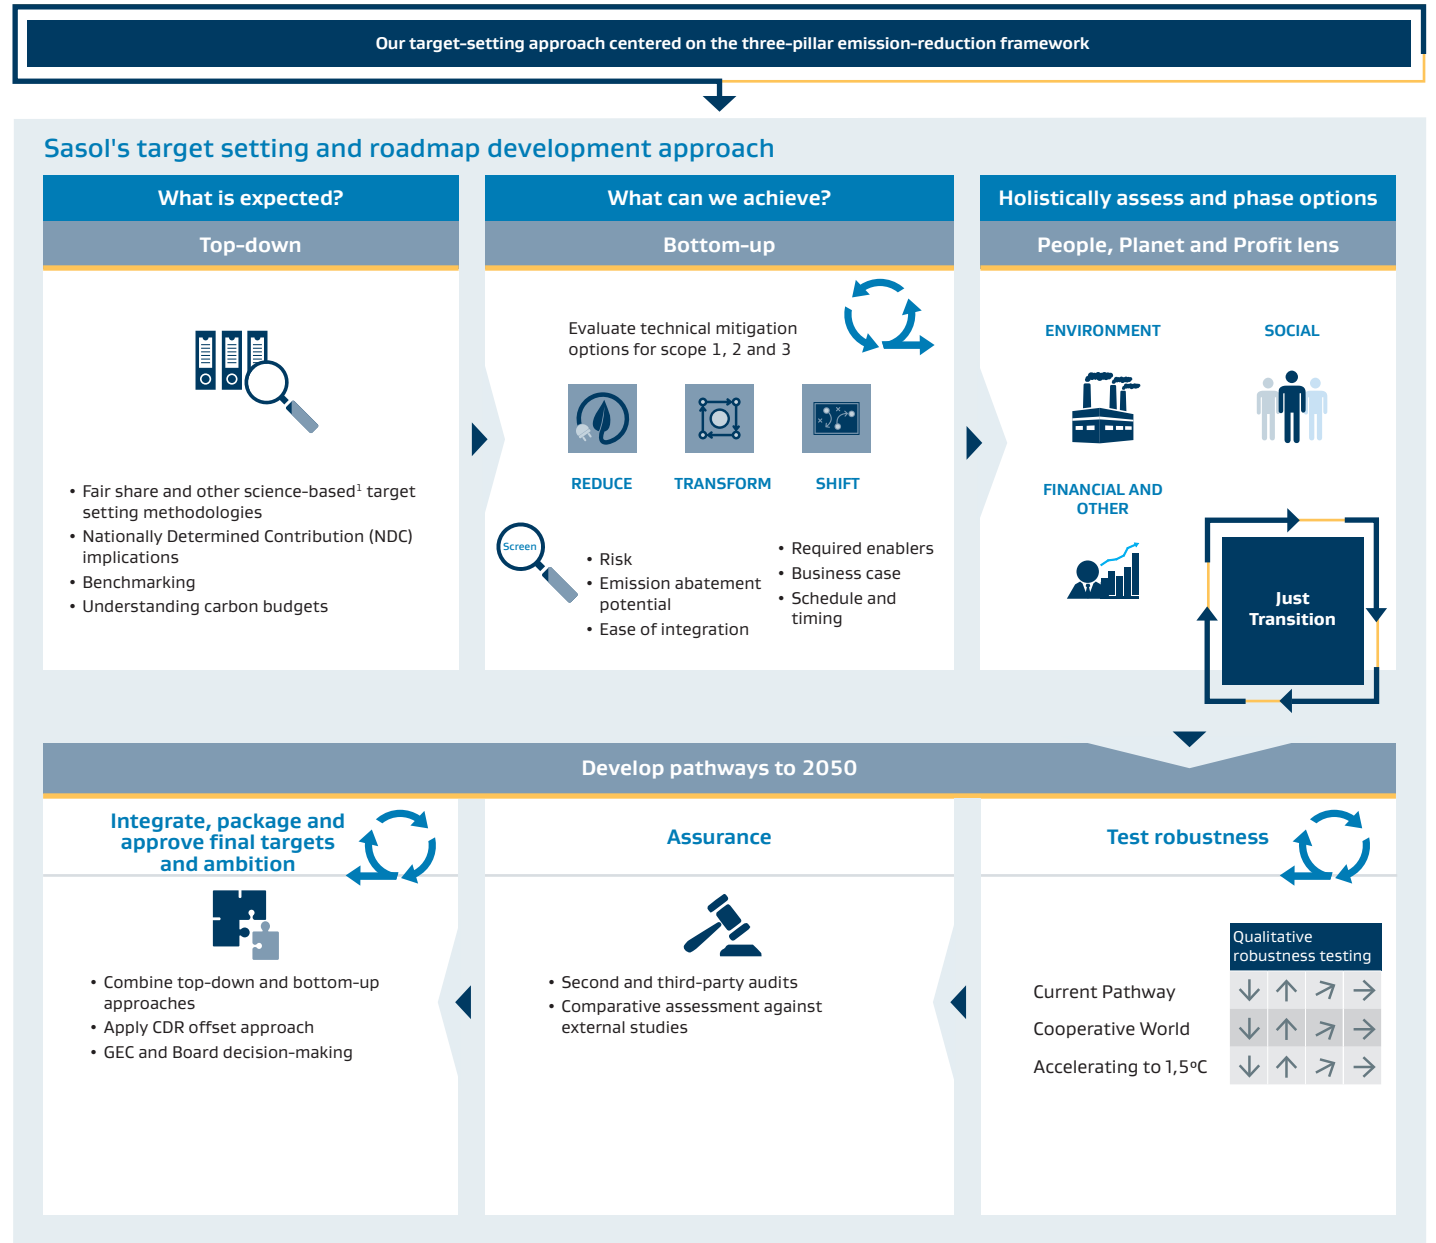 Our target-setting approach centered on the three-pillar emission-reduction framework
Sasol's target setting and roadmap development approach
What is expected?
Top-down
• Fair share and other science-based¹ target
setting methodologies
• Nationally Determined Contribution (NDC)
implications
• Benchmarking
• Understanding carbon budgets
What can we achieve?
Bottom-up
Evaluate technical mitigation
options for scope 1, 2 and 3
REDUCE
TRANSFORM
SHIFT
Screen
• Risk
• Emission abatement
potential
• Ease of integration
• Required enablers
• Business case
• Schedule and
timing
Holistically assess and phase options
People, Planet and Profit lens
ENVIRONMENT
SOCIAL
FINANCIAL AND
OTHER
Just
Transition
Develop pathways to 2050
Integrate, package and
approve final targets
and ambition
• Combine top-down and bottom-up
approaches
• Apply CDR offset approach
• GEC and Board decision-making
Assurance
• Second and third-party audits
• Comparative assessment against
external studies
Test robustness
Qualitative
robustness testing
Current Pathway
Cooperative World
Accelerating to 1,5ºC